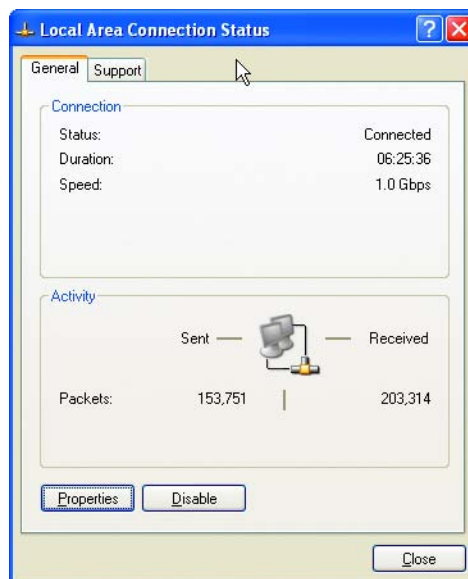 Local Area Connection Status
General Support
Connection
Status: Connected
Duration: 06:25:36
Speed: 1.0 Gbps
Activity
Sent Received
Packets: 153,751 203,314
Properties Disable
Close